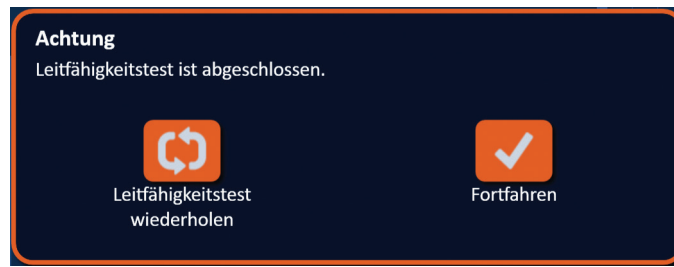 Achtung
Leitfähigkeitstest ist abgeschlossen.
Leitfähigkeitstest
wiederholen
Fortfahren